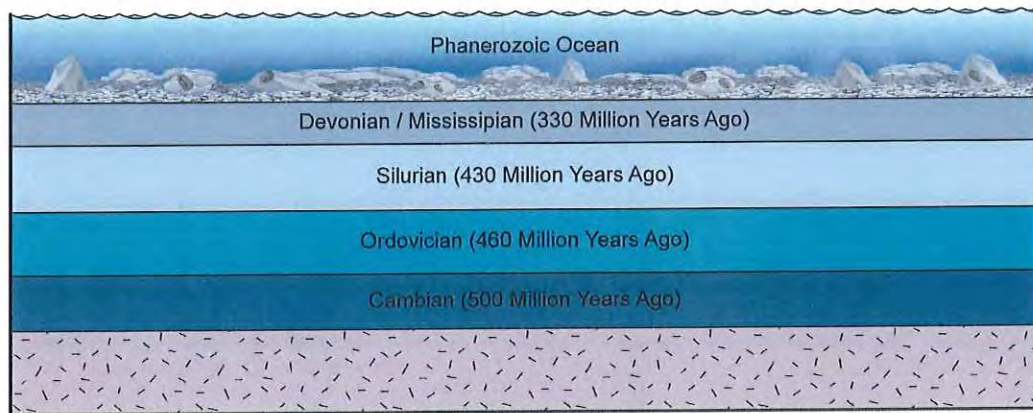 Phanerozoic Ocean
Devonian / Mississipian (330 Million Years Ago)
Silurian (430 Million Years Ago)
Ordovician (460 Million Years Ago)
Cambian (500 Million Years Ago)